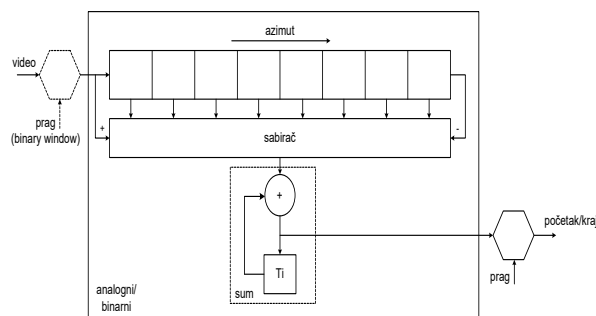 azimut
video
prag
(binary window)
+
-
sabirač
+
početak/kraj
Ti
prag
sum
analogni/
binarni